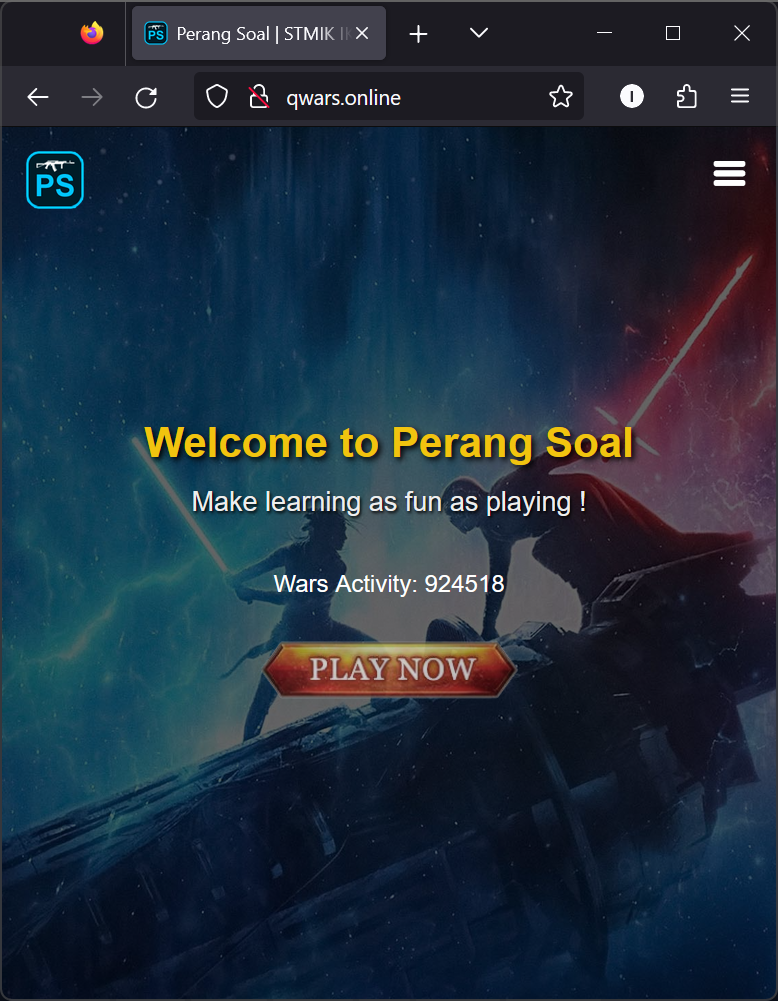 PS Perang Soal | STMIK
qwars.online
PS
Welcome to Perang Soal
Make learning as fun as playing !
Wars Activity: 924518
PLAY NOW